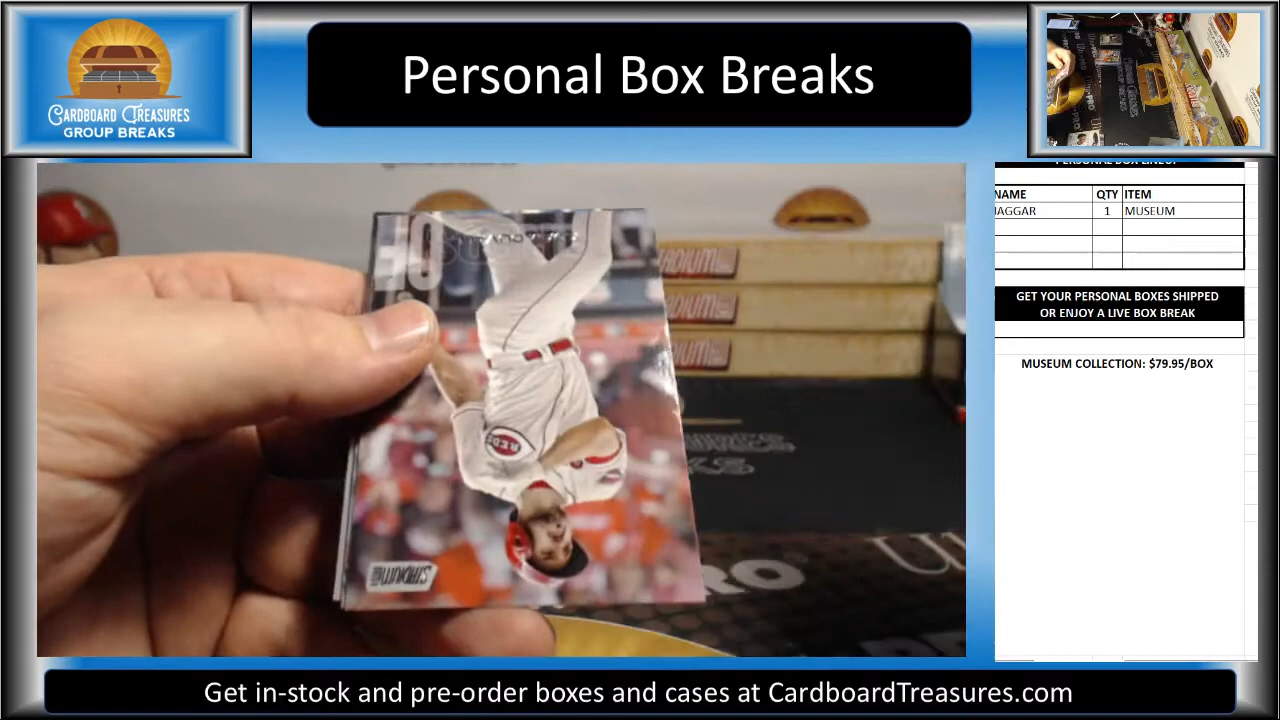 CARDBOARD TREASURES
GROUP BREAKS
Personal Box Breaks
REDS
STADIUM
RO
NAME QTY ITEM
JAGGAR 1 MUSEUM
GET YOUR PERSONAL BOXES SHIPPED
OR ENJOY A LIVE BOX BREAK
MUSEUM COLLECTION: $79.95/BOX
Get in-stock and pre-order boxes and cases at CardboardTreasures.com